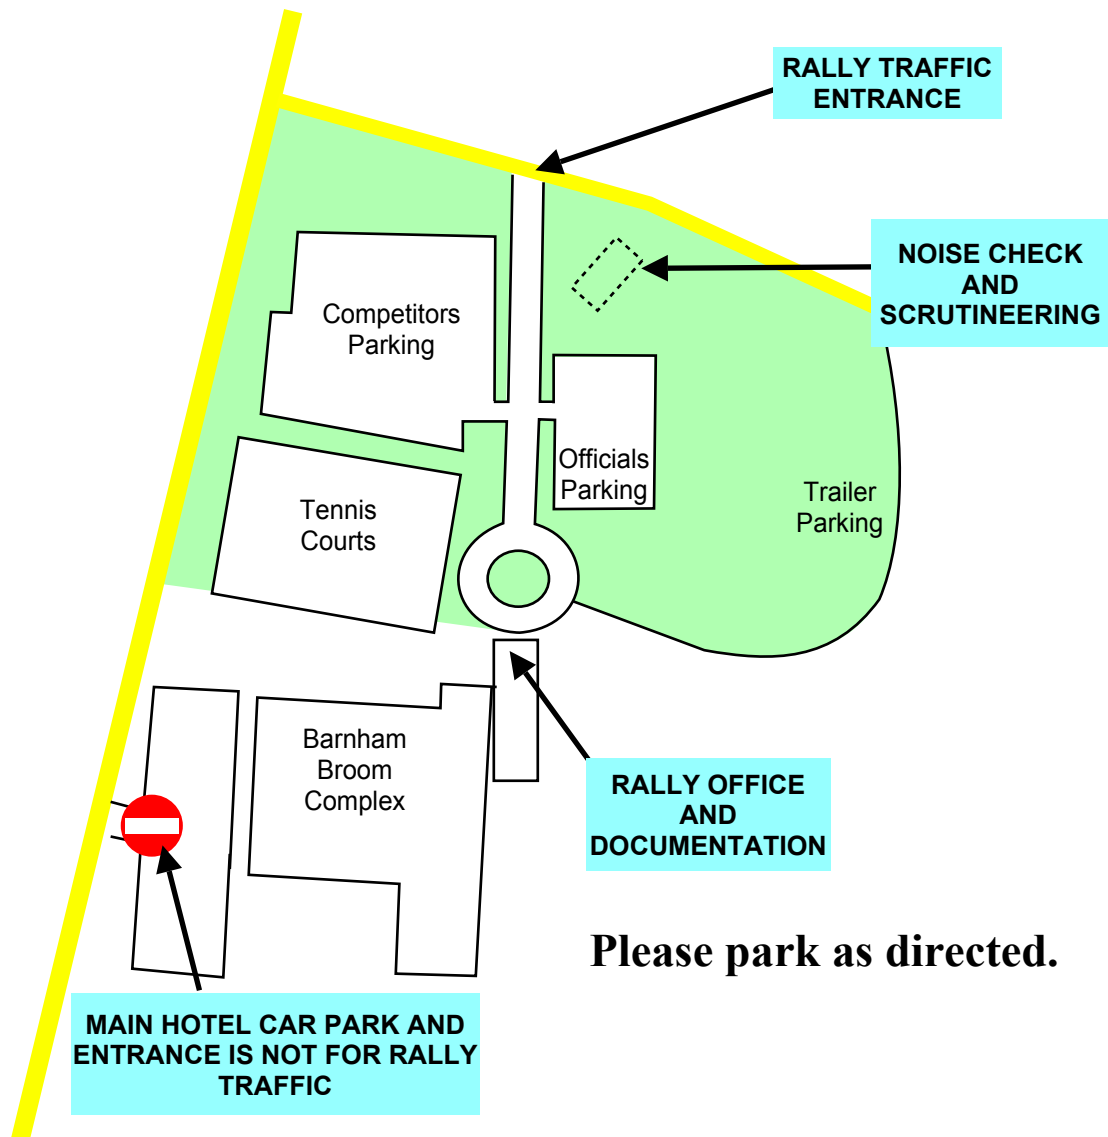 RALLY TRAFFIC
ENTRANCE
NOISE CHECK
AND
SCRUTINEERING
Competitors
Parking
Officials
Parking
Trailer
Parking
Tennis
Courts
Barnham
Broom
Complex
RALLY OFFICE
AND
DOCUMENTATION
Please park as directed.
MAIN HOTEL CAR PARK AND
ENTRANCE IS NOT FOR RALLY
TRAFFIC